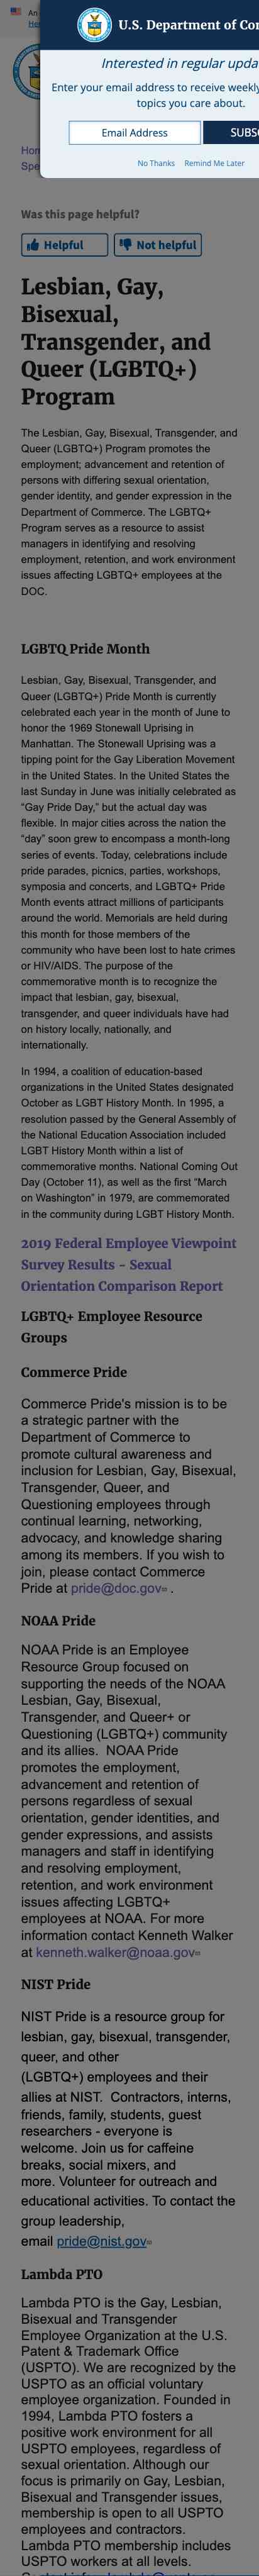 An
He
U.S. Department of Co
Interested in regular upda
Enter your email address to receive weekly
topics you care about.
Email Address
SUBS
No Thanks Remind Me Later
Hom
Spe
Was this page helpful?
Helpful
Not helpful
Lesbian, Gay,
Bisexual,
Transgender, and
Queer (LGBTQ+)
Program
The Lesbian, Gay, Bisexual, Transgender, and
Queer (LGBTQ+) Program promotes the
employment; advancement and retention of
persons with differing sexual orientation,
gender identity, and gender expression in the
Department of Commerce. The LGBTQ+
Program serves as a resource to assist
managers in identifying and resolving
employment, retention, and work environment
issues affecting LGBTQ+ employees at the
DOC.
LGBTQ Pride Month
Lesbian, Gay, Bisexual, Transgender, and
Queer (LGBTQ+) Pride Month is currently
celebrated each year in the month of June to
honor the 1969 Stonewall Uprising in
Manhattan. The Stonewall Uprising was a
tipping point for the Gay Liberation Movement
in the United States. In the United States the
last Sunday in June was initially celebrated as
“Gay Pride Day,” but the actual day was
flexible. In major cities across the nation the
“day” soon grew to encompass a month-long
series of events. Today, celebrations include
pride parades, picnics, parties, workshops,
symposia and concerts, and LGBTQ+ Pride
Month events attract millions of participants
around the world. Memorials are held during
this month for those members of the
community who have been lost to hate crimes
or HIV/AIDS. The purpose of the
commemorative month is to recognize the
impact that lesbian, gay, bisexual,
transgender, and queer individuals have had
on history locally, nationally, and
internationally.
In 1994, a coalition of education-based
organizations in the United States designated
October as LGBT History Month. In 1995, a
resolution passed by the General Assembly of
the National Education Association included
LGBT History Month within a list of
commemorative months. National Coming Out
Day (October 11), as well as the first “March
on Washington” in 1979, are commemorated
in the community during LGBT History Month.
2019 Federal Employee Viewpoint
Survey Results - Sexual
Orientation Comparison Report
LGBTQ+ Employee Resource
Groups
Commerce Pride
Commerce Pride's mission is to be
a strategic partner with the
Department of Commerce to
promote cultural awareness and
inclusion for Lesbian, Gay, Bisexual,
Transgender, Queer, and
Questioning employees through
continual learning, networking,
advocacy, and knowledge sharing
among its members. If you wish to
join, please contact Commerce
Pride at pride@doc.gov .
NOAA Pride
NOAA Pride is an Employee
Resource Group focused on
supporting the needs of the NOAA
Lesbian, Gay, Bisexual,
Transgender, and Queer+ or
Questioning (LGBTQ+) community
and its allies.  NOAA Pride
promotes the employment,
advancement and retention of
persons regardless of sexual
orientation, gender identities, and
gender expressions, and assists
managers and staff in identifying
and resolving employment,
retention, and work environment
issues affecting LGBTQ+
employees at NOAA. For more
information contact Kenneth Walker
at kenneth.walker@noaa.gov
NIST Pride
NIST Pride is a resource group for
lesbian, gay, bisexual, transgender,
queer, and other
(LGBTQ+) employees and their
allies at NIST.  Contractors, interns,
friends, family, students, guest
researchers - everyone is
welcome. Join us for caffeine
breaks, social mixers, and
more. Volunteer for outreach and
educational activities. To contact the
group leadership,
email pride@nist.gov
Lambda PTO
Lambda PTO is the Gay, Lesbian,
Bisexual and Transgender
Employee Organization at the U.S.
Patent & Trademark Office
(USPTO). We are recognized by the
USPTO as an official voluntary
employee organization. Founded in
1994, Lambda PTO fosters a
positive work environment for all
USPTO employees, regardless of
sexual orientation. Although our
focus is primarily on Gay, Lesbian,
Bisexual and Transgender issues,
membership is open to all USPTO
employees and contractors.
Lambda PTO membership includes
USPTO workers at all levels.